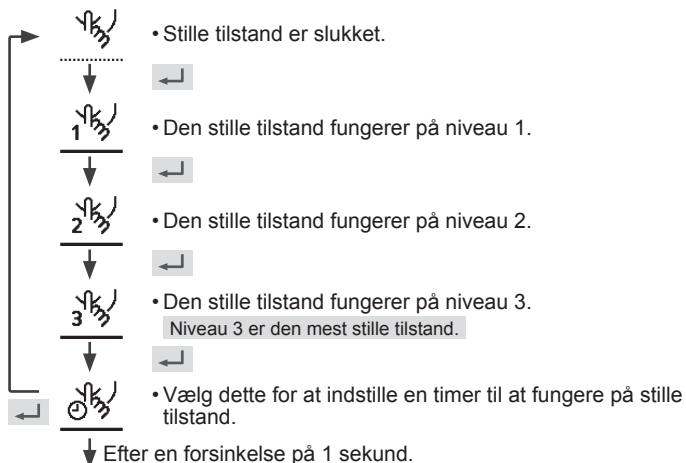 • Stille tilstand er slukket.
1
• Den stille tilstand fungerer på niveau 1.
2
• Den stille tilstand fungerer på niveau 2.
3
• Den stille tilstand fungerer på niveau 3.
Niveau 3 er den mest stille tilstand.
• Vælg dette for at indstille en timer til at fungere på stille
tilstand.
Efter en forsinkelse på 1 sekund.